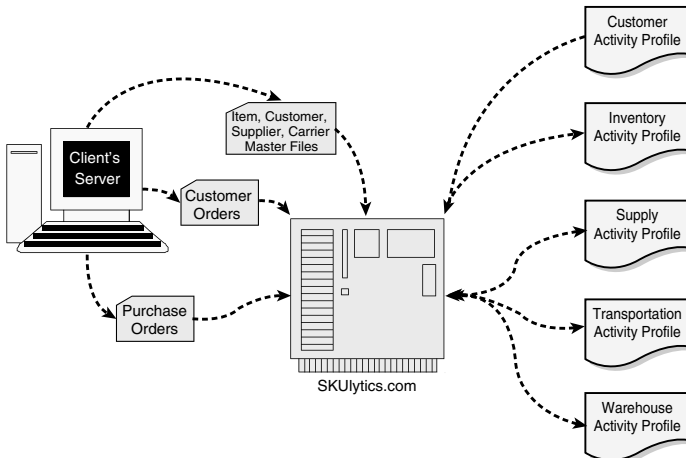 Client's
Server
Item, Customer,
Supplier, Carrier
Master Files
Customer
Orders
Purchase
Orders
SKUlytics.com
Customer
Activity Profile
Inventory
Activity Profile
Supply
Activity Profile
Transportation
Activity Profile
Warehouse
Activity Profile